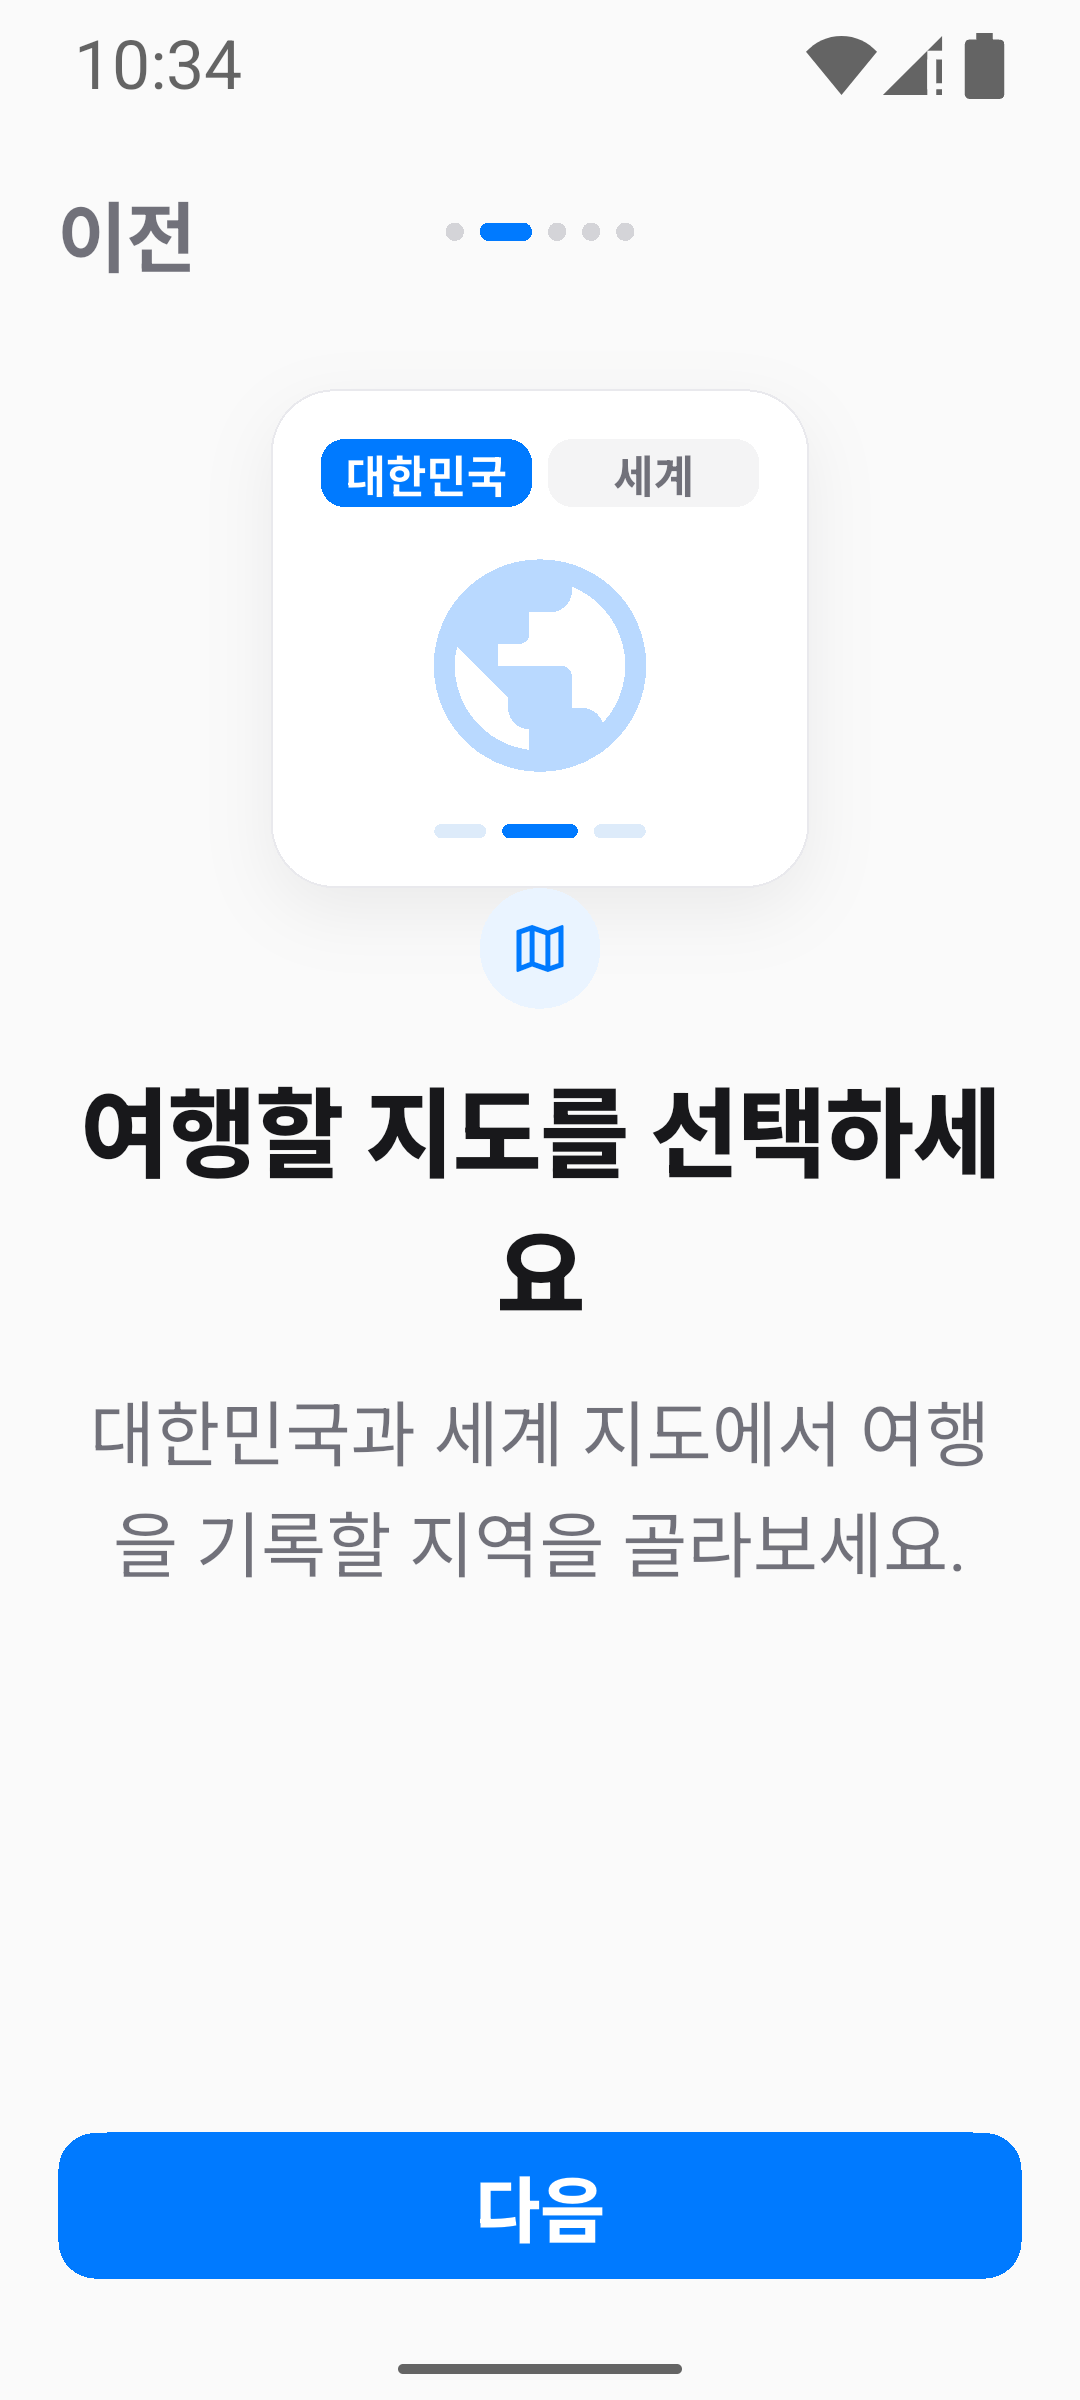 10:34
이전
대한민국 세계
여행할 지도를 선택하세
요
대한민국과 세계 지도에서 여행
을 기록할 지역을 골라보세요.
다음